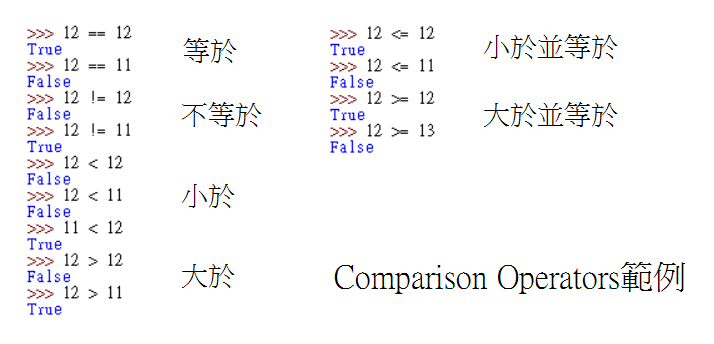 >>> 12 == 12
True
>>> 12 == 11
False
等於
>>> 12 != 12
False
>>> 12 != 11
True
不等於
>>> 12 < 12
False
>>> 12 < 11
False
>>> 11 < 12
True
小於
>>> 12 > 12
False
>>> 12 > 11
True
大於
>>> 12 <= 12
True
>>> 12 <= 11
False
小於並等於
>>> 12 >= 12
True
>>> 12 >= 13
False
大於並等於
Comparison Operators範例